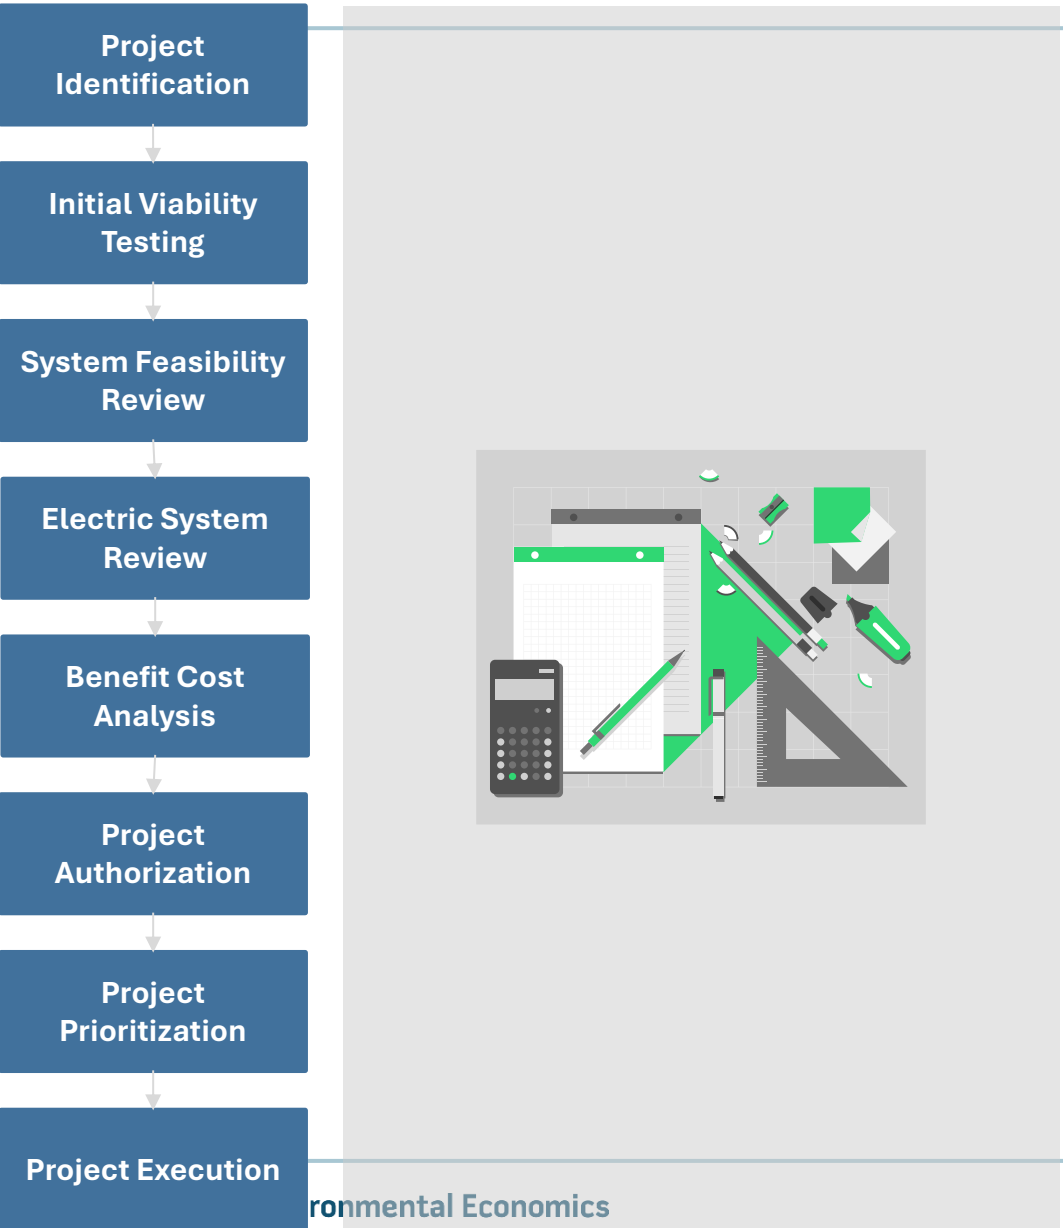 Project
Identification
Initial Viability
Testing
System Feasibility
Review
Electric System
Review
Benefit Cost
Analysis
Project
Authorization
Project
Prioritization
Project Execution
ronmental Economics